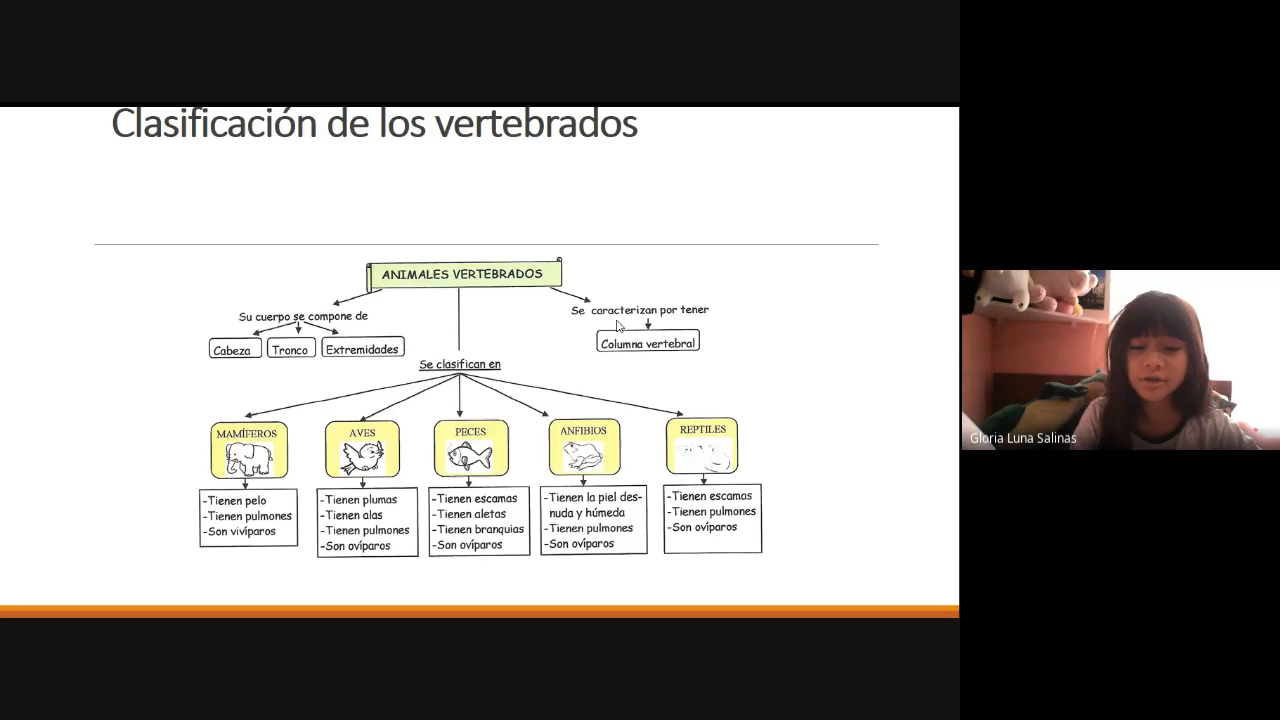 Clasificación de los vertebrados
ANIMALES VERTEBRADOS
Su cuerpo se compone de
Se caracterizan por tener
Cabeza
Tronco
Extremidades
Columna vertebral
Se clasifican en
MAMÍFEROS
AVES
PECES
ANFIBIOS
REPTILES
-Tienen pelo
-Tienen pulmones
-Son vivíparos
-Tienen plumas
-Tienen alas
-Tienen pulmones
-Son ovíparos
-Tienen escamas
-Tienen aletas
-Tienen branquias
-Son ovíparos
-Tienen la piel des-
nuda y húmeda
-Tienen pulmones
-Son ovíparos
-Tienen escamas
-Tienen pulmones
-Son ovíparos
Gloria Luna Salinas